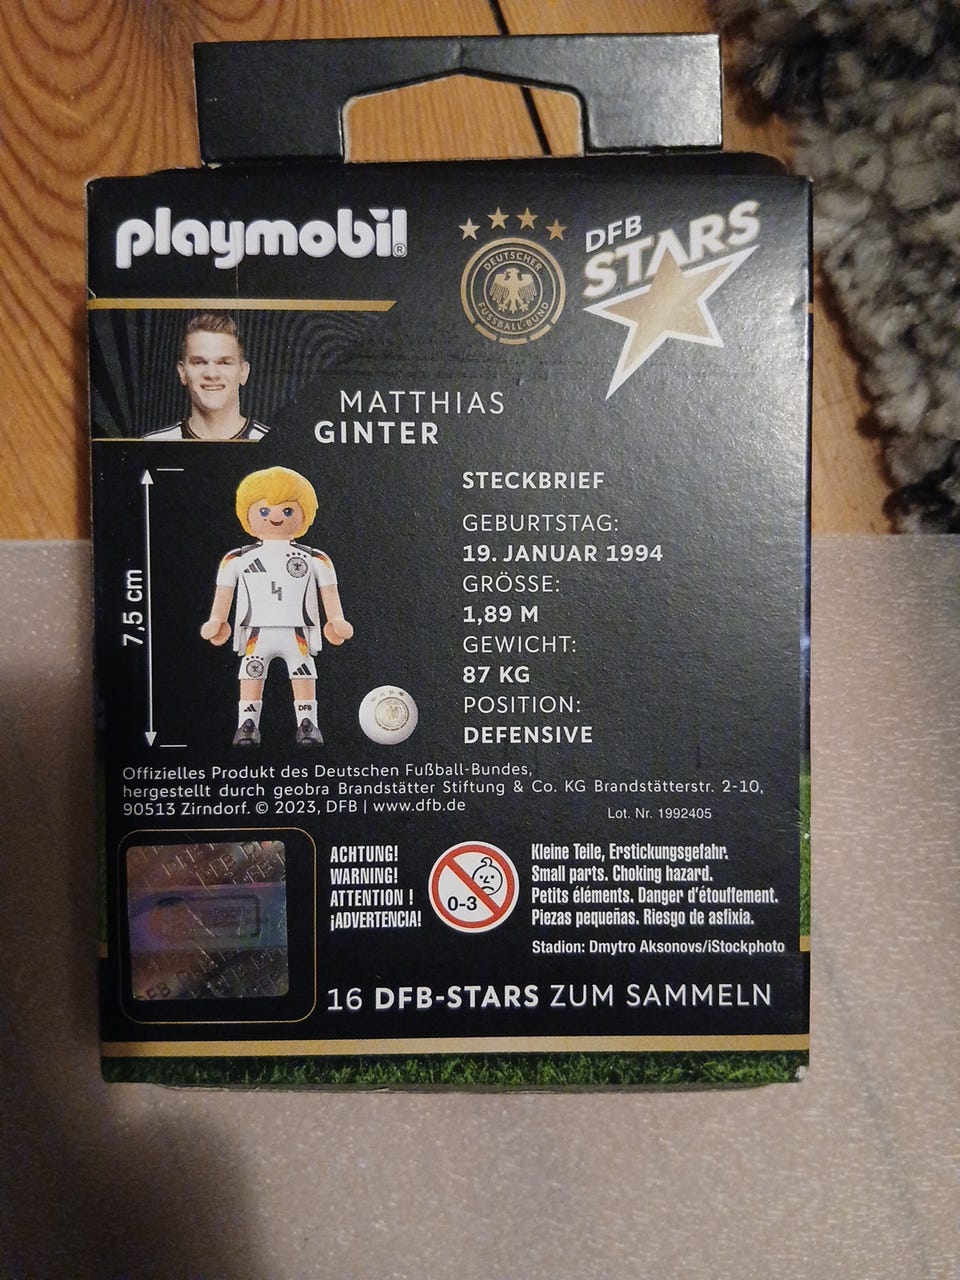 playmobil®
DEUTSCHER
FUSSBALL-BUND
DFB
STARS
MATTHIAS
GINTER
STECKBRIEF
GEBURTSTAG:
19. JANUAR 1994
GRÖSSE:
1,89 M
GEWICHT:
87 KG
POSITION:
DEFENSIVE
7,5 cm
4
DFB
Offizielles Produkt des Deutschen Fußball-Bundes,
hergestellt durch geobra Brandstätter Stiftung & Co. KG Brandstätterstr. 2-10,
90513 Zirndorf. © 2023, DFB | www.dfb.de
Lot. Nr. 1992405
ACHTUNG!
WARNING!
ATTENTION !
¡ADVERTENCIA!
0-3
Kleine Teile, Erstickungsgefahr.
Small parts. Choking hazard.
Petits éléments. Danger d'étouffement.
Piezas pequeñas. Riesgo de asfixia.
Stadion: Dmytro Aksonovs/iStockphoto
16 DFB-STARS ZUM SAMMELN